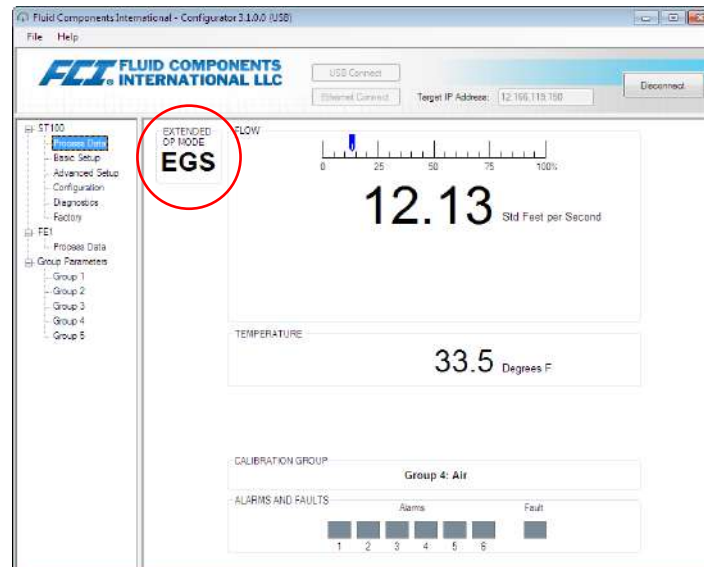 Fluid Components International - Configurator 3.1.0.0 (USB)
File Help
FCI® FLUID COMPONENTS
INTERNATIONAL LLC
USB Connect
Ethernet Connect
Target IP Address: 12.166.119.150
Disconnect
ST100
Process Data
Basic Setup
Advanced Setup
Configuration
Diagnostics
Factory
FE1
Process Data
Group Parameters
Group 1
Group 2
Group 3
Group 4
Group 5
EXTENDED
OP MODE
EGS
FLOW
0 25 50 75 100%
12.13 Std Feet per Second
TEMPERATURE
33.5 Degrees F
CALIBRATION GROUP
Group 4: Air
ALARMS AND FAULTS
Alarms Fault
1 2 3 4 5 6